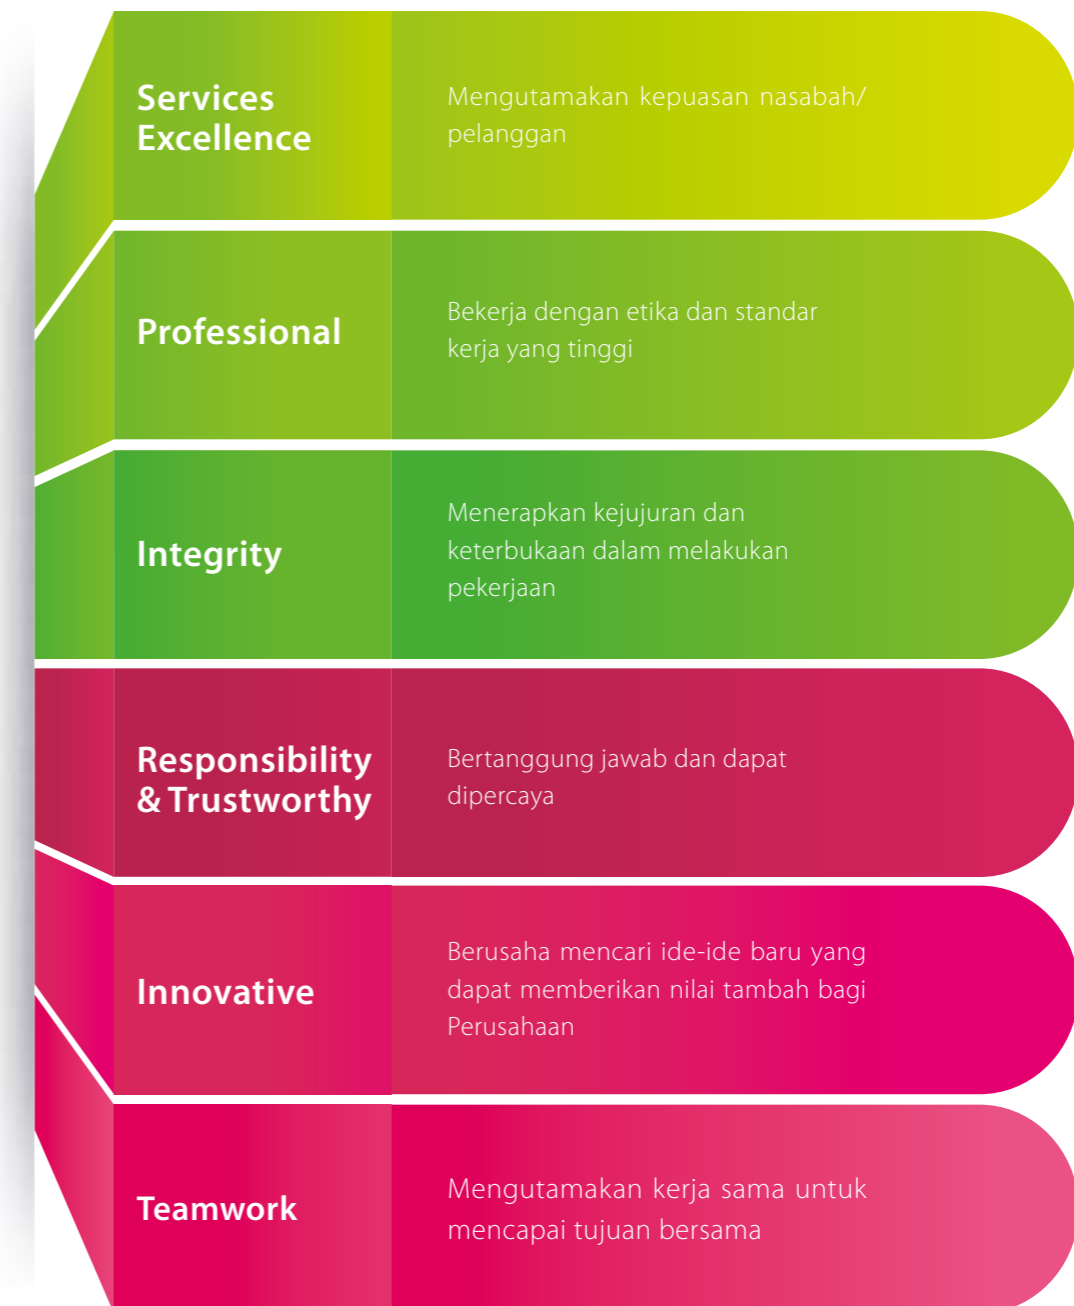 Services
Excellence
Mengutamakan kepuasan nasabah/
pelanggan
Professional
Bekerja dengan etika dan standar
kerja yang tinggi
Integrity
Menerapkan kejujuran dan
keterbukaan dalam melakukan
pekerjaan
Responsibility
& Trustworthy
Bertanggung jawab dan dapat
dipercaya
Innovative
Berusaha mencari ide-ide baru yang
dapat memberikan nilai tambah bagi
Perusahaan
Teamwork
Mengutamakan kerja sama untuk
mencapai tujuan bersama